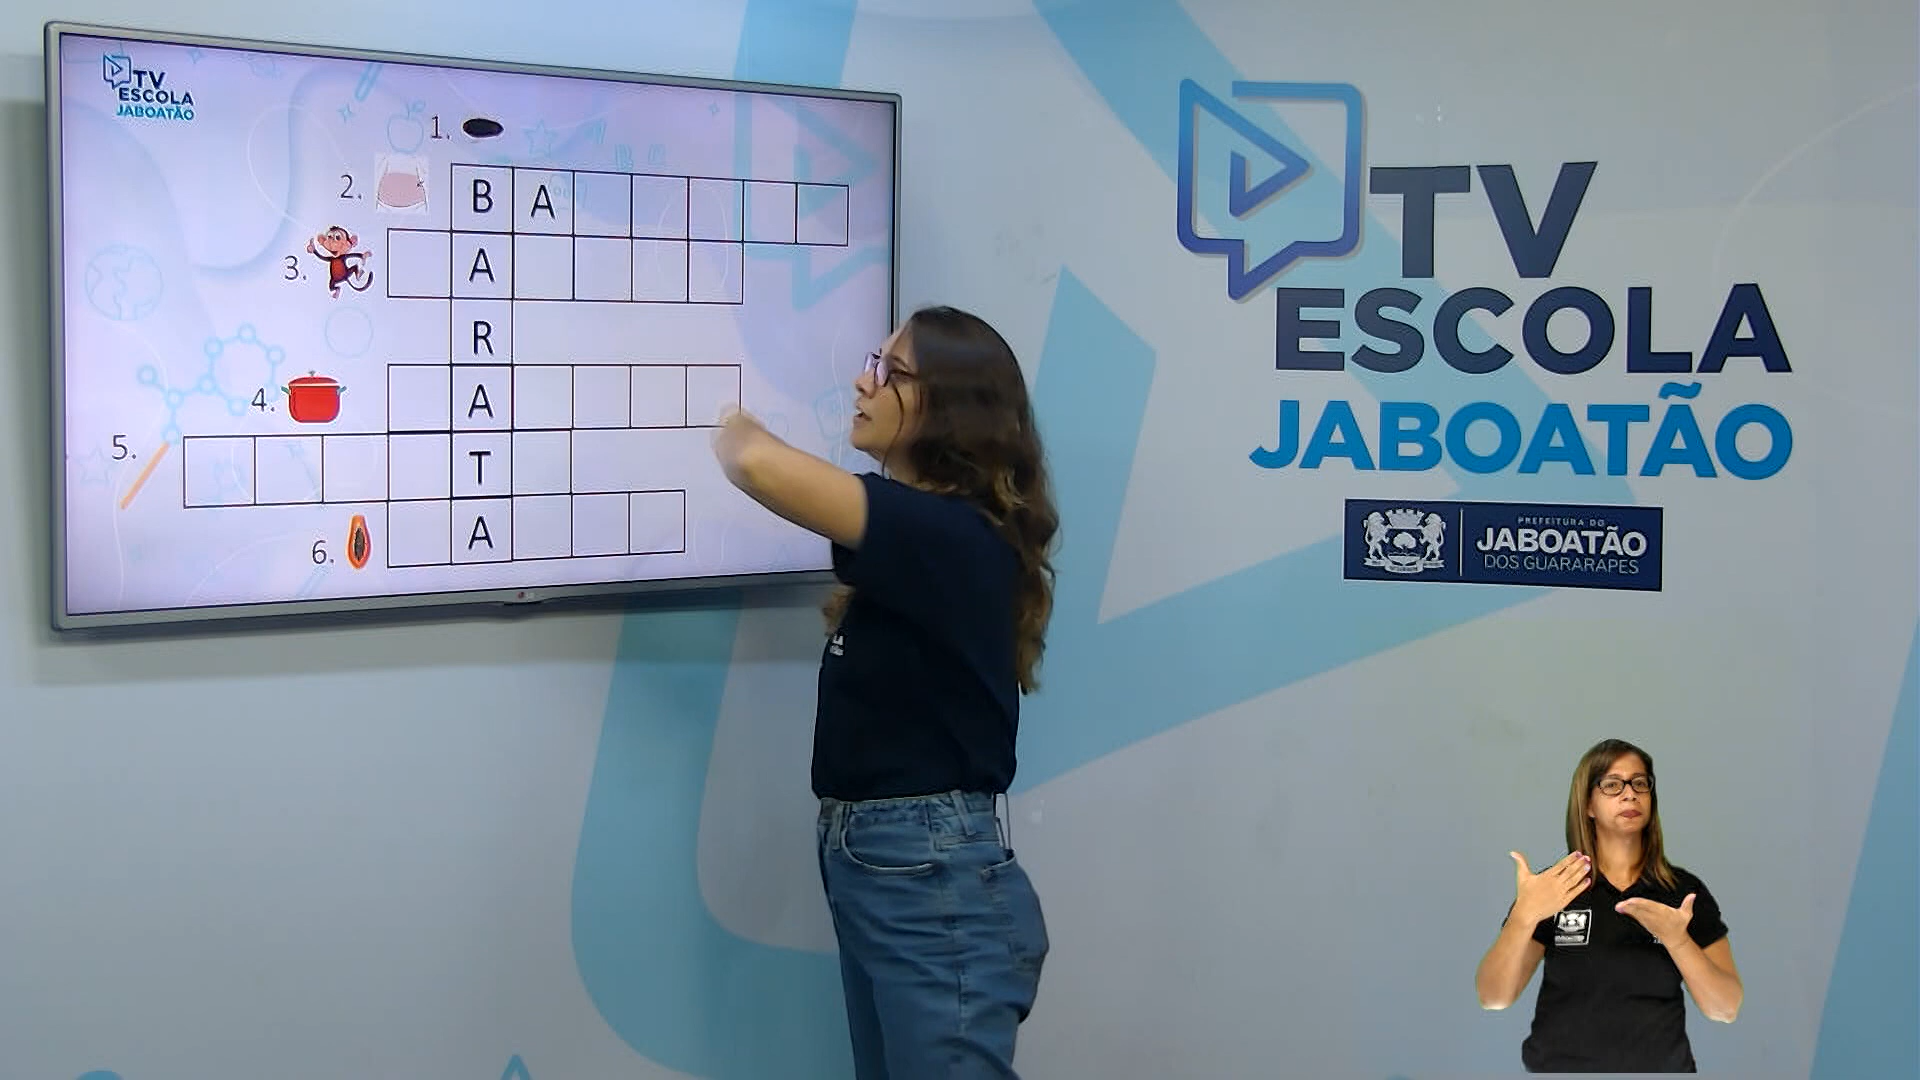 TV
ESCOLA
JABOATÃO
1.
2.
B A
3.
A
R
4.
A
5.
T
6.
A
TV
ESCOLA
JABOATÃO
PREFEITURA DO
JABOATÃO
DOS GUARARAPES